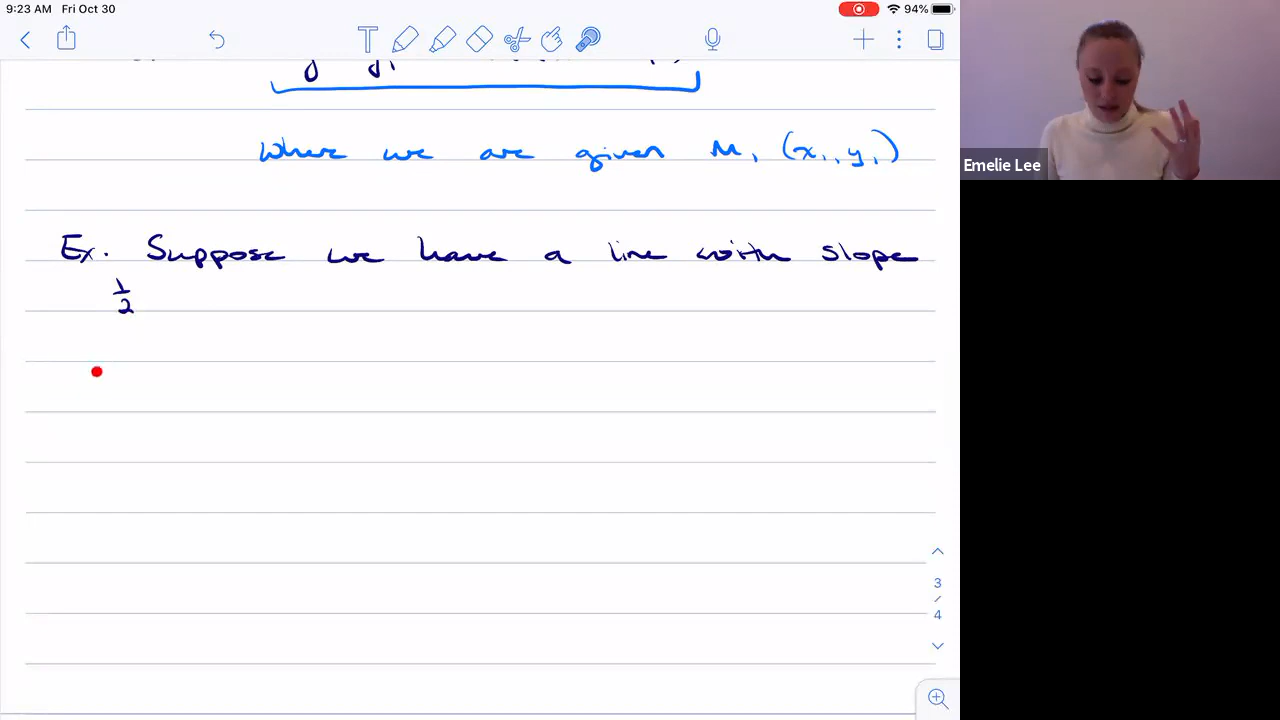 9:23 AM Fri Oct 30
94%
where we are given m, (x₁, y₁)
Emelie Lee
Ex. Suppose we have a line with slope
1/2
3
/
4